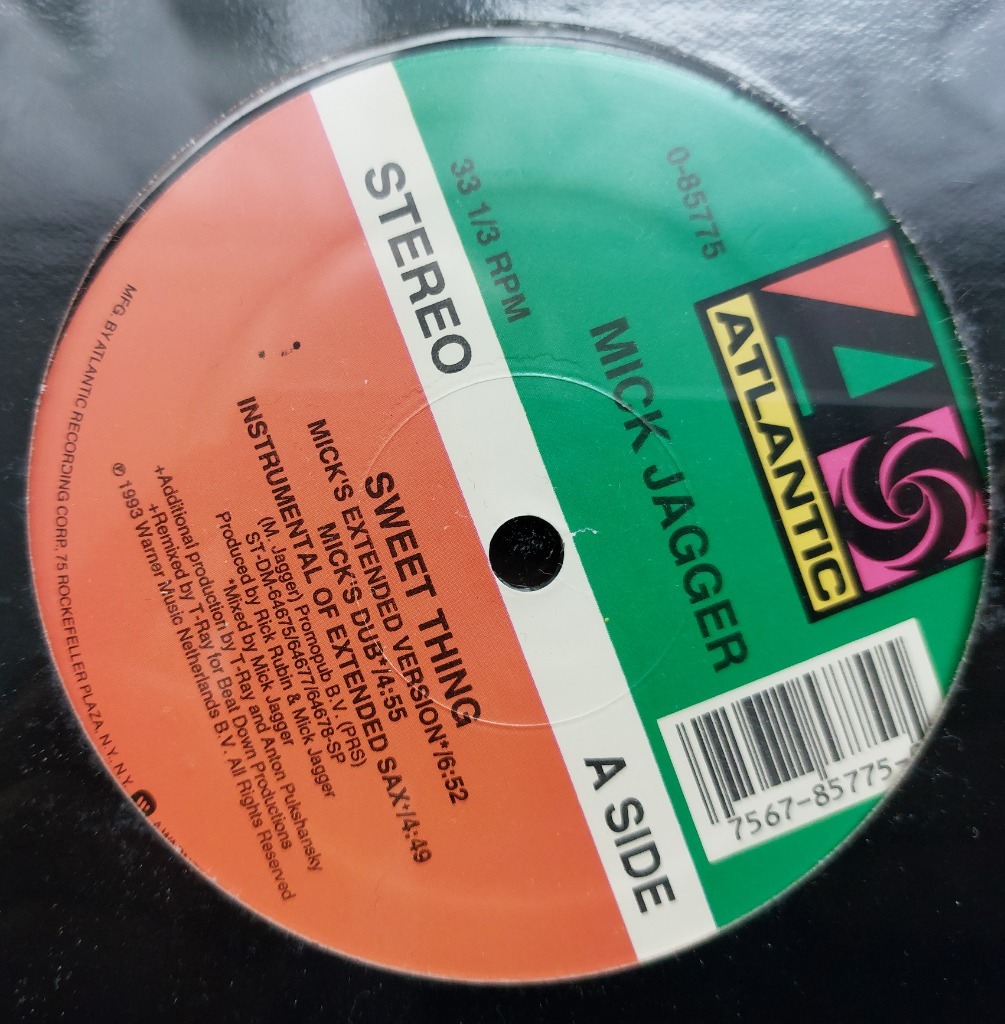 ATLANTIC
0-85775
7567-85775-
MICK JAGGER
33 1/3 RPM
STEREO
A SIDE
SWEET THING
MICK'S EXTENDED VERSION*/6:52
MICK'S DUB*/4:55
INSTRUMENTAL OF EXTENDED SAX+/4:49
(M. Jagger) Promopub B.V. (PRS)
ST-DM-64675/64677/64678-SP
Produced by Rick Rubin & Mick Jagger
*Mixed by Mick Jagger
+Additional production by T-Ray and Anton Pukshansky
+Remixed by T-Ray for Beat Down Productions
℗ 1993 Warner Music Netherlands B.V. All Rights Reserved
MFG. BY ATLANTIC RECORDING CORP., 75 ROCKEFELLER PLAZA, N.Y., N.Y.